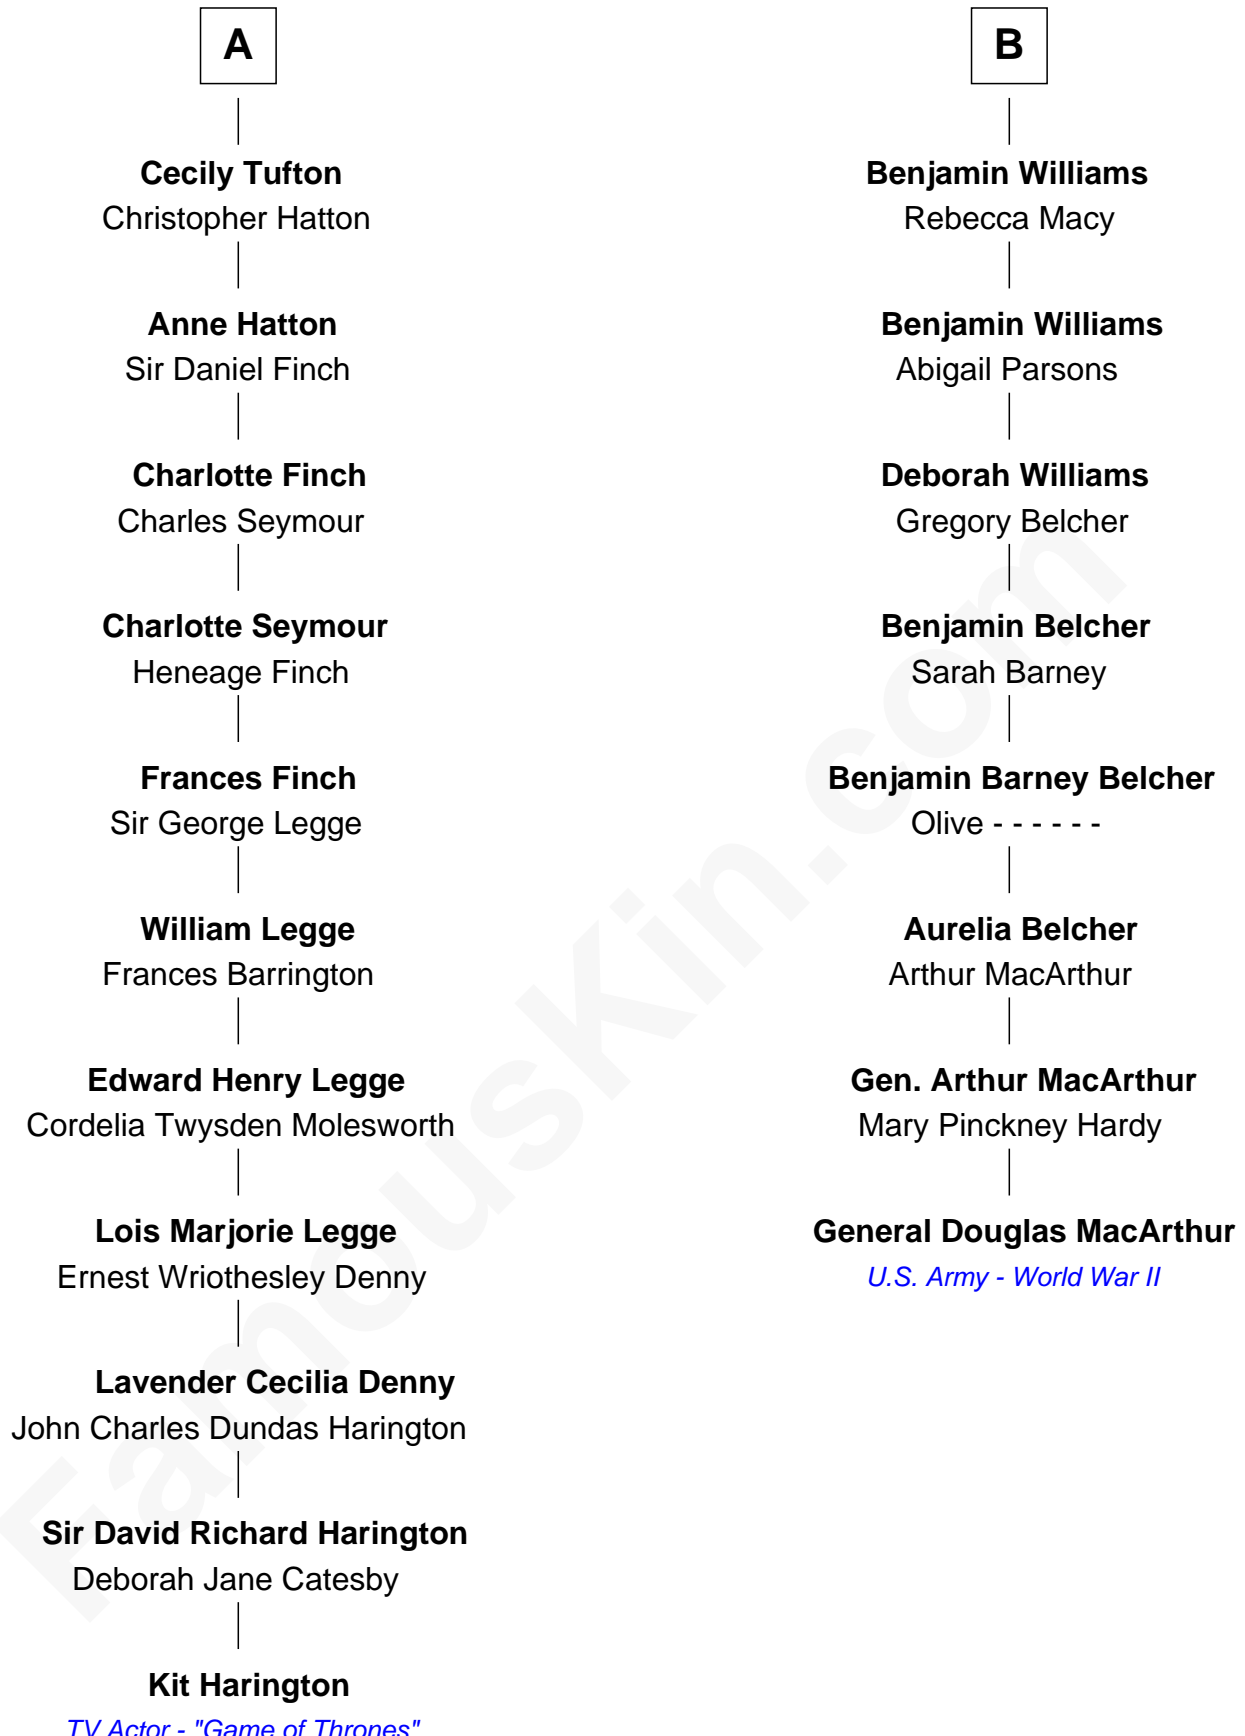 A
Cecily Tufton
Christopher Hatton
Anne Hatton
Sir Daniel Finch
Charlotte Finch
Charles Seymour
Charlotte Seymour
Heneage Finch
Frances Finch
Sir George Legge
William Legge
Frances Barrington
Edward Henry Legge
Cordelia Twysden Molesworth
Lois Marjorie Legge
Ernest Wriothesley Denny
Lavender Cecilia Denny
John Charles Dundas Harington
Sir David Richard Harington
Deborah Jane Catesby
Kit Harington
TV Actor - "Game of Thrones"
B
Benjamin Williams
Rebecca Macy
Benjamin Williams
Abigail Parsons
Deborah Williams
Gregory Belcher
Benjamin Belcher
Sarah Barney
Benjamin Barney Belcher
Olive - - - - - -
Aurelia Belcher
Arthur MacArthur
Gen. Arthur MacArthur
Mary Pinckney Hardy
General Douglas MacArthur
U.S. Army - World War II
FamousKin.com